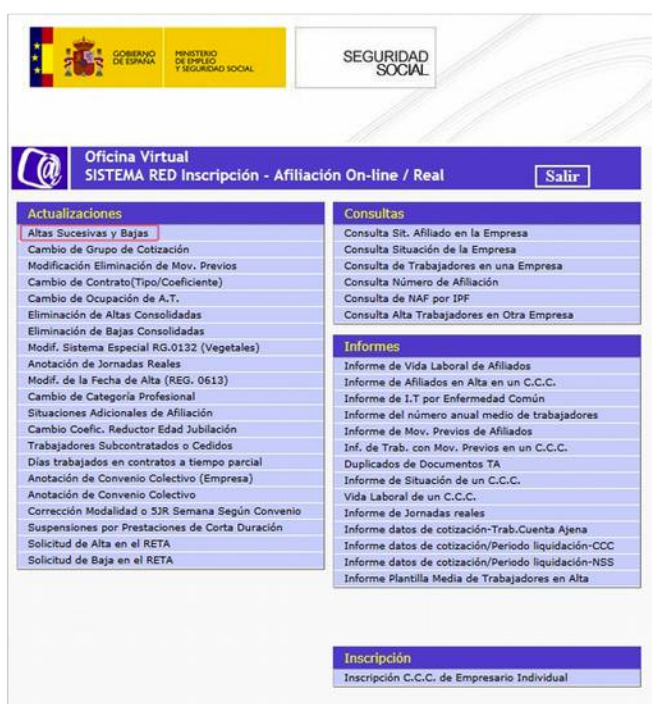 GOBIERNO
DE ESPAÑA
MINISTERIO
DE EMPLEO
Y SEGURIDAD SOCIAL
SEGURIDAD
SOCIAL
Oficina Virtual
SISTEMA RED Inscripción - Afiliación On-line / Real
Salir
Actualizaciones
Altas Sucesivas y Bajas
Cambio de Grupo de Cotización
Modificación Eliminación de Mov. Previos
Cambio de Contrato(Tipo/Coeficiente)
Cambio de Ocupación de A.T.
Eliminación de Altas Consolidadas
Eliminación de Bajas Consolidadas
Modif. Sistema Especial RG.0132 (Vegetales)
Anotación de Jornadas Reales
Modif. de la Fecha de Alta (REG. 0613)
Cambio de Categoría Profesional
Situaciones Adicionales de Afiliación
Cambio Coefic. Reductor Edad Jubilación
Trabajadores Subcontratados o Cedidos
Días trabajados en contratos a tiempo parcial
Anotación de Convenio Colectivo (Empresa)
Anotación de Convenio Colectivo
Corrección Modalidad o SJR Semana Según Convenio
Suspensiones por Prestaciones de Corta Duración
Solicitud de Alta en el RETA
Solicitud de Baja en el RETA
Consultas
Consulta Sit. Afiliado en la Empresa
Consulta Situación de la Empresa
Consulta de Trabajadores en una Empresa
Consulta Número de Afiliación
Consulta de NAF por IPF
Consulta Alta Trabajadores en Otra Empresa
Informes
Informe de Vida Laboral de Afiliados
Informe de Afiliados en Alta en un C.C.C.
Informe de I.T por Enfermedad Común
Informe del número anual medio de trabajadores
Informe de Mov. Previos de Afiliados
Inf. de Trab. con Mov. Previos en un C.C.C.
Duplicados de Documentos TA
Informe de Situación de un C.C.C.
Vida Laboral de un C.C.C.
Informe de Jornadas reales
Informe datos de cotización-Trab.Cuenta Ajena
Informe datos de cotización/Periodo liquidación-CCC
Informe datos de cotización/Periodo liquidación-NSS
Informe Plantilla Media de Trabajadores en Alta
Inscripción
Inscripción C.C.C. de Empresario Individual